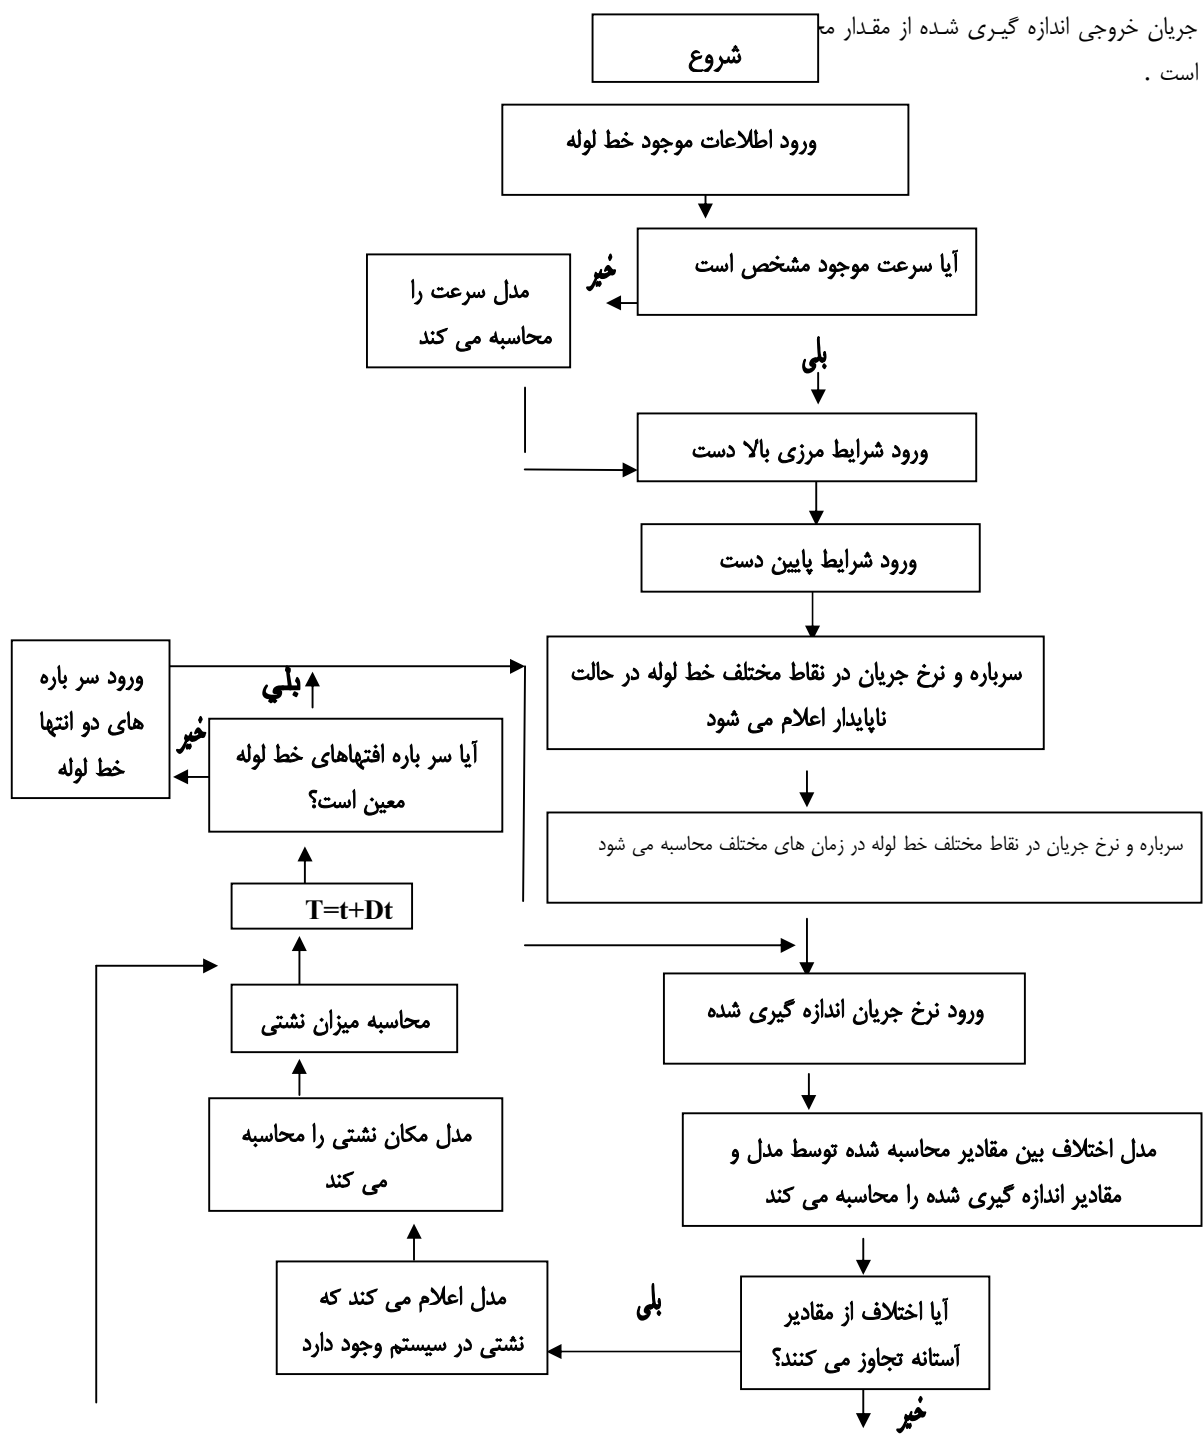 جریان خروجی اندازه گیری شده از مقدار
است .
شروع
ورود اطلاعات موجود خط لوله
آیا سرعت موجود مشخص است
خیر
مدل سرعت را
محاسبه می کند
بلی
ورود شرایط مرزی بالا دست
ورود شرایط پایین دست
سرباره و نرخ جریان در نقاط مختلف خط لوله در حالت
ناپایدار اعلام می شود
سرباره و نرخ جریان در نقاط مختلف خط لوله در زمان های مختلف محاسبه می شود
ورود نرخ جریان اندازه گیری شده
مدل اختلاف بین مقادیر محاسبه شده توسط مدل و
مقادیر اندازه گیری شده را محاسبه می کند
آیا اختلاف از مقادیر
آستانه تجاوز می کنند؟
خیر
بلی
مدل اعلام می کند که
نشتی در سیستم وجود دارد
مدل مکان نشتی را محاسبه
می کند
محاسبه میزان نشتی
T=t+Dt
آیا سر باره افتهاهای خط لوله
معین است؟
بلي
خیر
ورود سر باره
های دو انتها
خط لوله